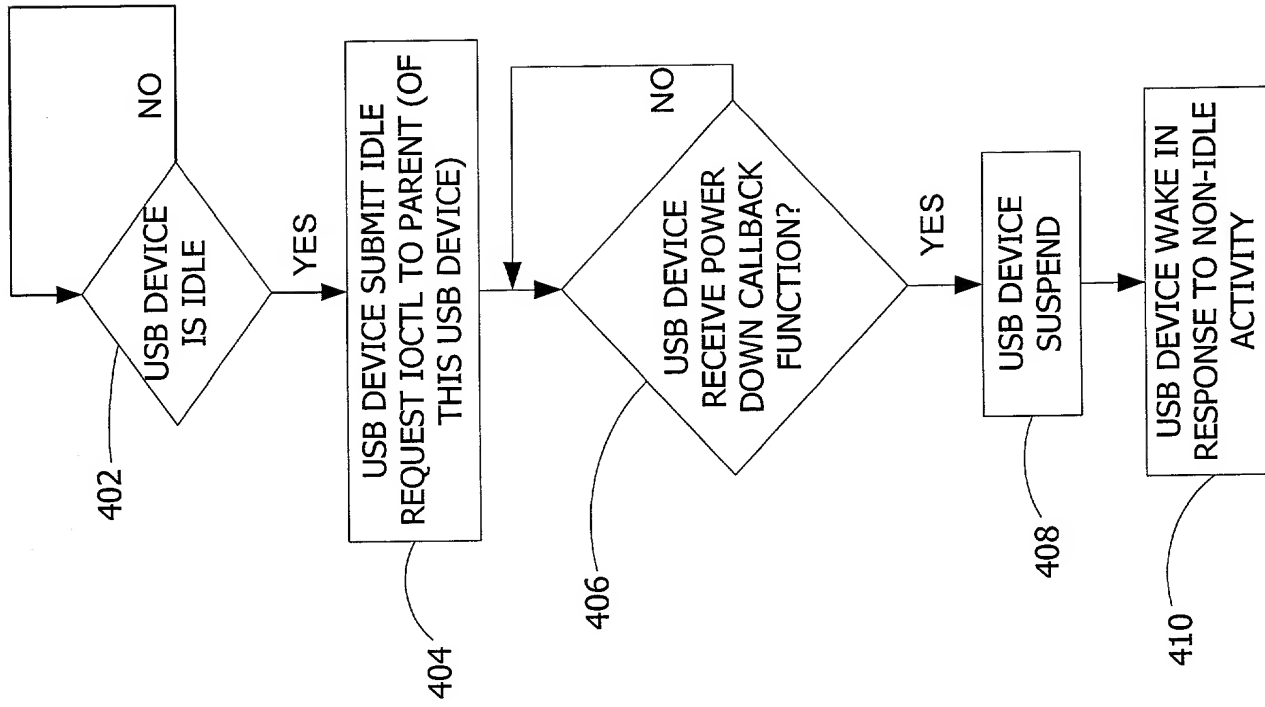 USB DEVICE
IS IDLE
NO
402
YES
USB DEVICE SUBMIT IDLE
REQUEST IOCTL TO PARENT (OF
THIS USB DEVICE)
404
NO
USB DEVICE
RECEIVE POWER
DOWN CALLBACK
FUNCTION?
406
YES
USB DEVICE
SUSPEND
408
USB DEVICE WAKE IN
RESPONSE TO NON-IDLE
ACTIVITY
410